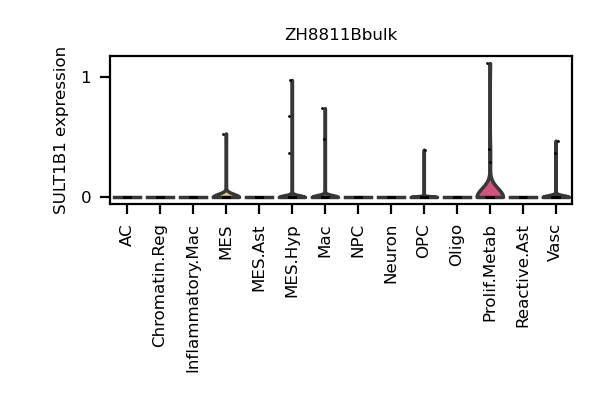 ZH8811Bbulk
SULT1B1 expression
1
0
AC
Chromatin.Reg
Inflammatory.Mac
MES
MES.Ast
MES.Hyp
Mac
NPC
Neuron
OPC
Oligo
Prolif.Metab
Reactive.Ast
Vasc